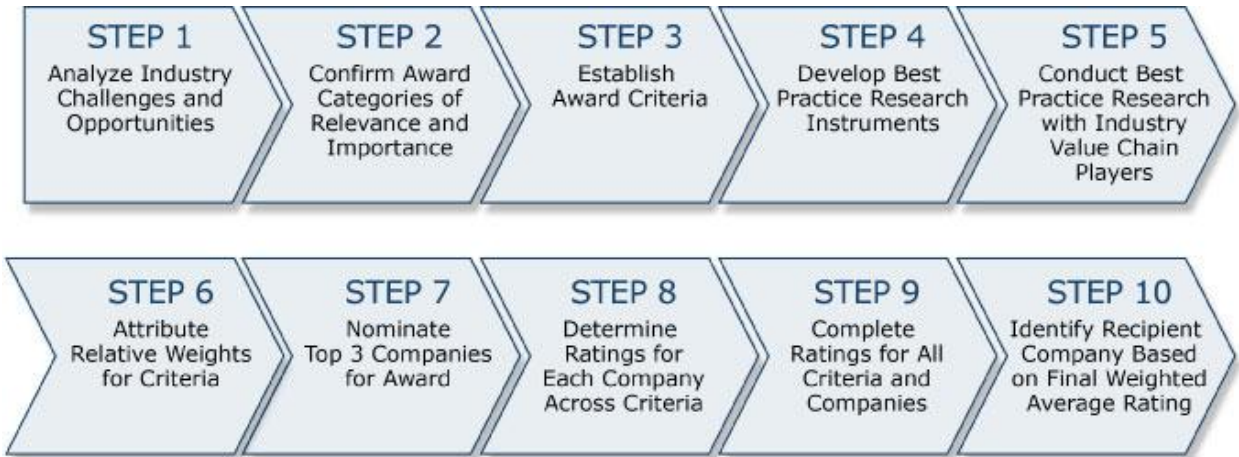 STEP 1
Analyze Industry
Challenges and
Opportunities
STEP 2
Confirm Award
Categories of
Relevance and
Importance
STEP 3
Establish
Award Criteria
STEP 4
Develop Best
Practice Research
Instruments
STEP 5
Conduct Best
Practice Research
with Industry
Value Chain
Players
STEP 6
Attribute
Relative Weights
for Criteria
STEP 7
Nominate
Top 3 Companies
for Award
STEP 8
Determine
Ratings for
Each Company
Across Criteria
STEP 9
Complete
Ratings for All
Criteria and
Companies
STEP 10
Identify Recipient
Company Based
on Final Weighted
Average Rating